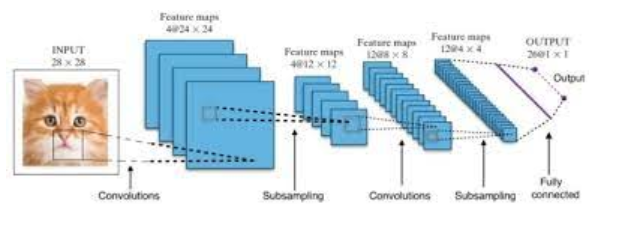 INPUT
28 × 28
Feature maps
4@24 × 24
Feature maps
4@12 × 12
Feature maps
12@8 × 8
Feature maps
12@4 × 4
OUTPUT
26@1 × 1
Output
Convolutions
Subsampling
Convolutions
Subsampling
Fully
connected